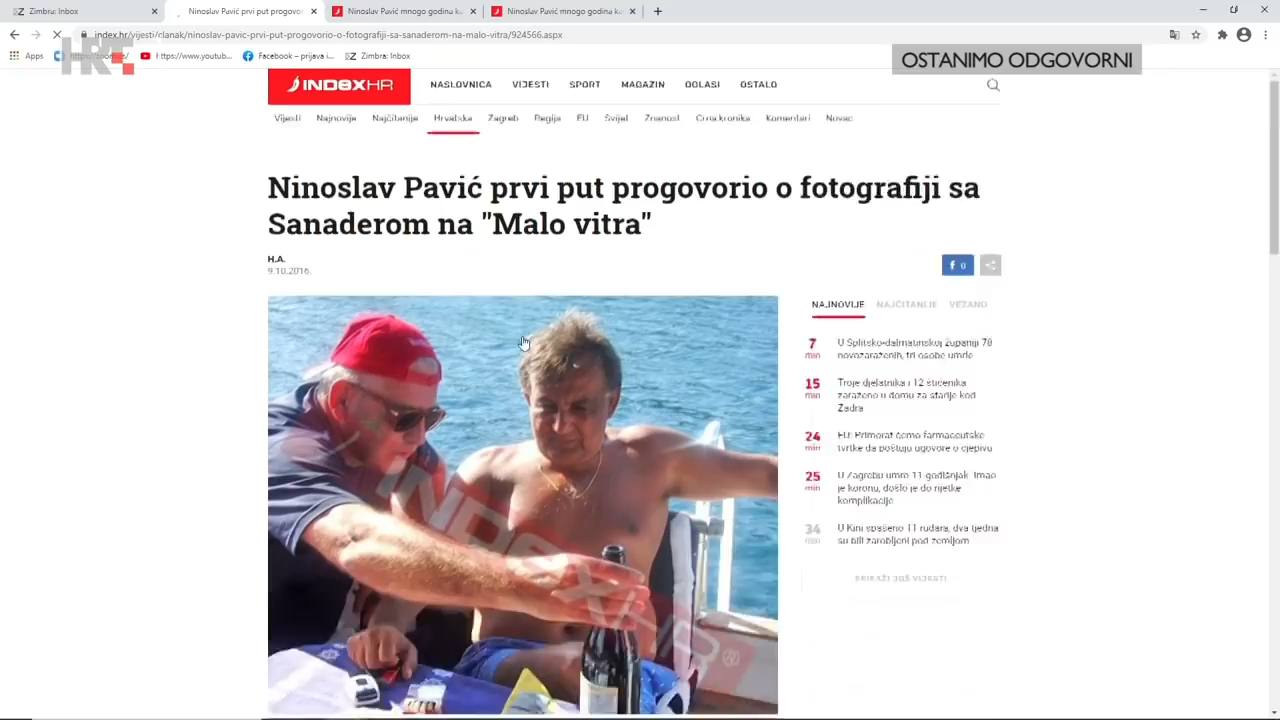 Zimbra: Inbox
Ninoslav Pavić prvi put progovor
Ninoslav Pavić mnogo godina ka
Ninoslav Pavić mnogo godina ka
index.hr/vijesti/clanak/ninoslav-pavic-prvi-put-progovorio-o-fotografiji-sa-sanaderom-na-malo-vitra/924566.aspx
Apps
https://www.youtub...
Facebook – prijava i...
Zimbra: Inbox
HRT
OSTANIMO ODGOVORNI
INDEXHR
NASLOVNICA VIJESTI SPORT MAGAZIN OGLASI OSTALO
Vijesti Najnovije Najčitanije Hrvatska Zagreb Regija EU Svijet Znanost Crna kronika Komentari Novac
Ninoslav Pavić prvi put progovorio o fotografiji sa
Sanaderom na "Malo vitra"
H.A.
9.10.2016.
f 0
NAJNOVIJE NAJČITANIJE VEZANO
7 min
U Splitsko-dalmatinskoj županiji 78
novozaraženih, tri osobe umrle
15 min
Troje djelatnika i 12 štićenika
zaraženo u domu za starije kod
Zadra
24 min
EU: Primorat ćemo farmaceutske
tvrtke da poštuju ugovore o cjepivu
25 min
U Zagrebu umro 11-godišnjak. Imao
je koronu, došlo je do rijetke
komplikacije
34 min
U Kini spašeno 11 rudara, dva tjedna
su bili zarobljeni pod zemljom
PRIKAŽI JOŠ VIJESTI